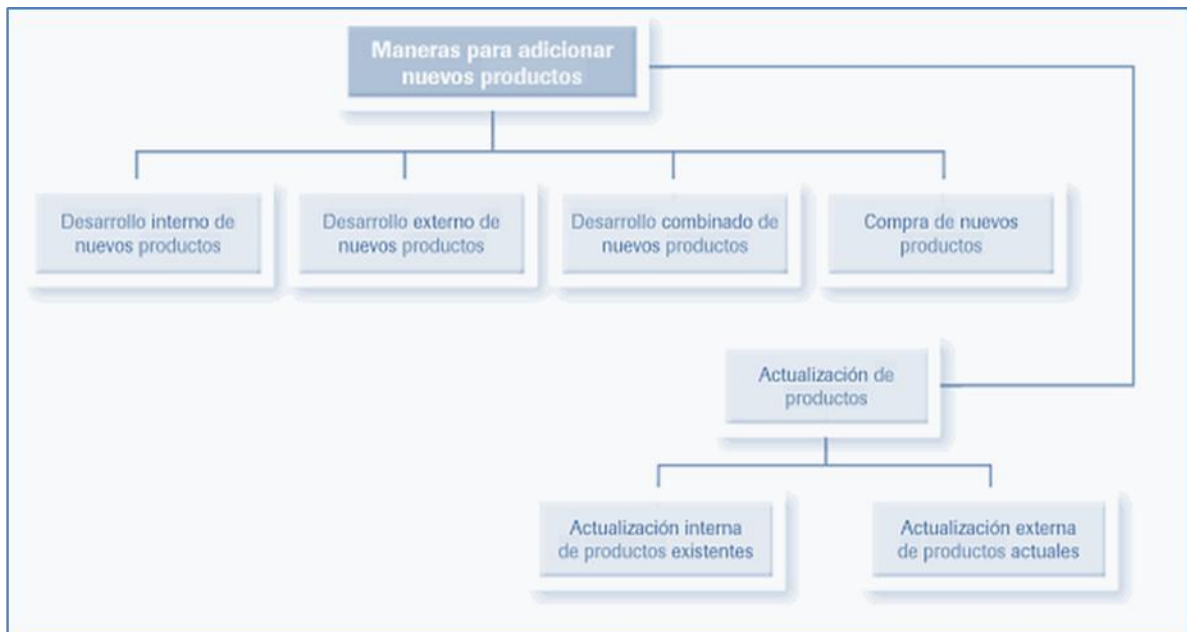 Maneras para adicionar
nuevos productos
Desarrollo interno de
nuevos productos
Desarrollo externo de
nuevos productos
Desarrollo combinado de
nuevos productos
Compra de nuevos
productos
Actualización de
productos
Actualización interna
de productos existentes
Actualización externa
de productos actuales